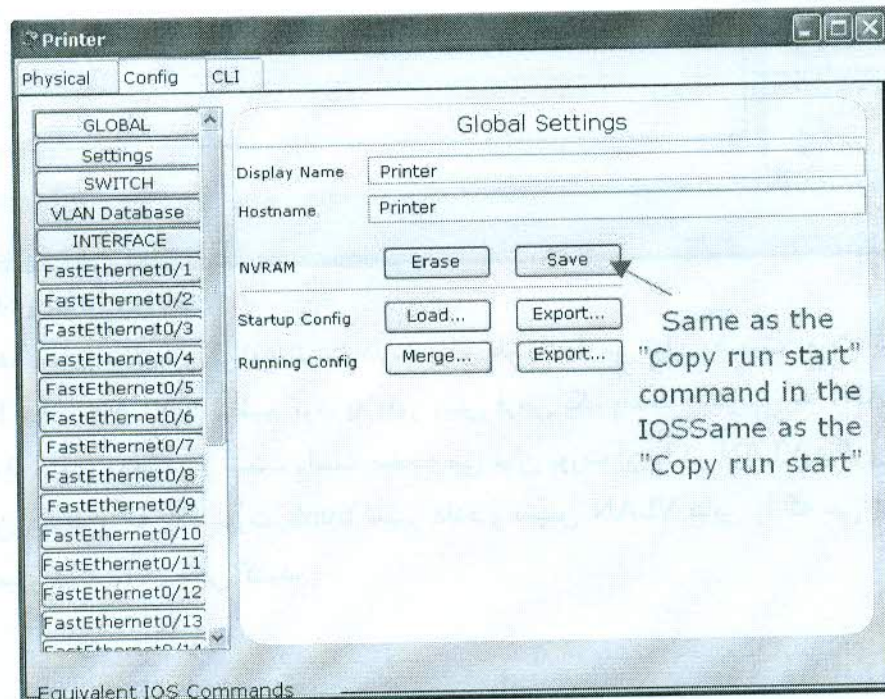 Printer
Physical Config CLI
GLOBAL
Settings
SWITCH
VLAN Database
INTERFACE
FastEthernet0/1
FastEthernet0/2
FastEthernet0/3
FastEthernet0/4
FastEthernet0/5
FastEthernet0/6
FastEthernet0/7
FastEthernet0/8
FastEthernet0/9
FastEthernet0/10
FastEthernet0/11
FastEthernet0/12
FastEthernet0/13
Global Settings
Display Name Printer
Hostname Printer
NVRAM Erase Save
Startup Config Load... Export...
Running Config Merge... Export...
Same as the
"Copy run start"
command in the
IOSSame as the
"Copy run start"
Equivalent IOS Commands